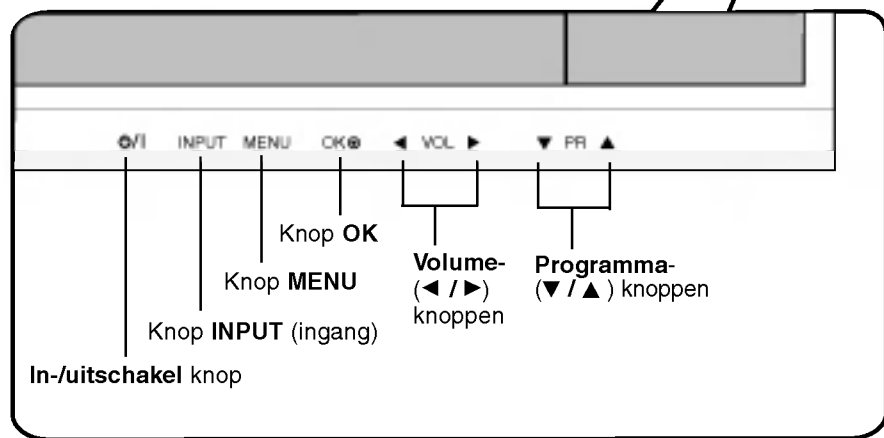 ⏻/I INPUT MENU OK⊙ ◀ VOL ▶ ▼ PR ▲
Knop OK
Knop MENU
Knop INPUT (ingang)
In-/uitschakel knop
Volume-
(◀ / ▶)
knoppen
Programma-
(▼ / ▲ ) knoppen